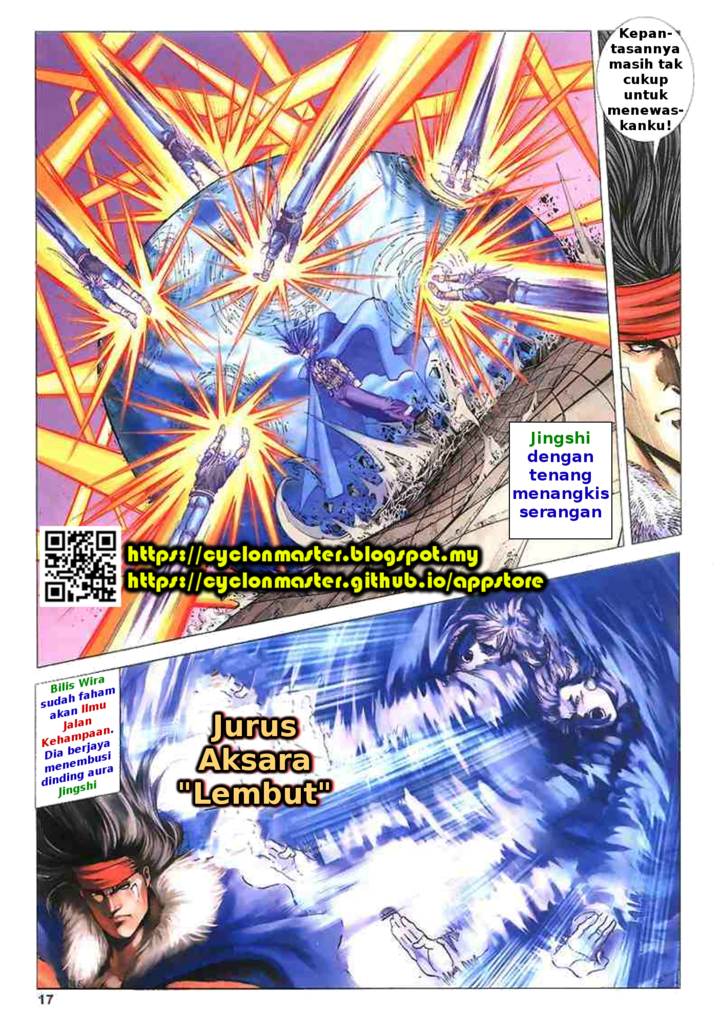 Kepan-
tasannya
masih tak
cukup
untuk
menewas-
kanku!
Jingshi
dengan
tenang
menangkis
serangan
https://cyclonmaster.blogspot.my
https://cyclonmaster.github.io/appstore
Bilis Wira
sudah faham
akan Ilmu
Jalan
Kehampaan.
Dia berjaya
menembusi
dinding aura
Jingshi
Jurus
Aksara
"Lembut"
17